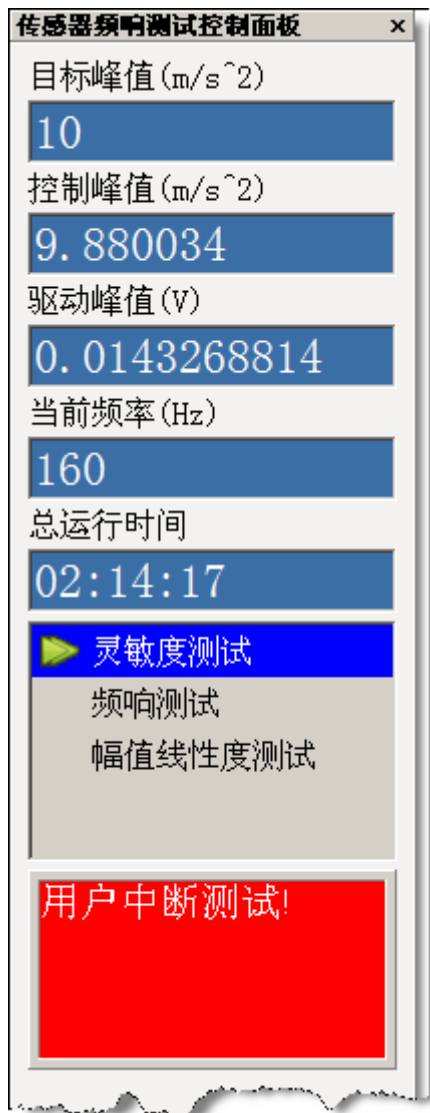 传感器频响测试控制面板
目标峰值(m/s^2)
10
控制峰值(m/s^2)
9.880034
驱动峰值(V)
0.0143268814
当前频率(Hz)
160
总运行时间
02:14:17
灵敏度测试
频响测试
幅值线性度测试
用户中断测试!